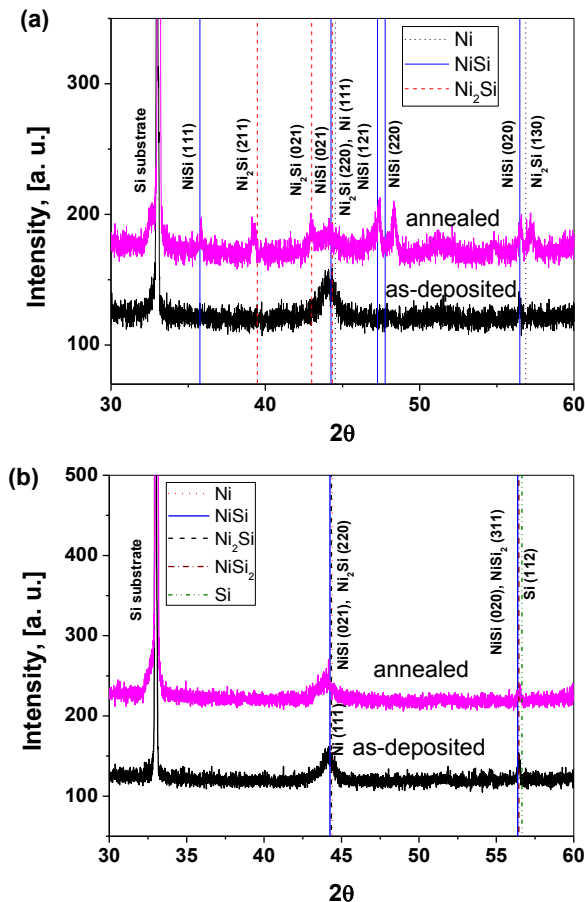 (a)
Intensity, [a. u.]
300
200
100
30
40
50
60
2θ
Si substrate
NiSi (111)
Ni2Si (211)
Ni2Si (021)
NiSi (021)
Ni2Si (220), Ni (111)
NiSi (121)
NiSi (220)
NiSi (020)
Ni2Si (130)
Ni
NiSi
Ni2Si
annealed
as-deposited
(b)
Intensity, [a. u.]
500
400
300
200
100
30
35
40
45
50
55
60
2θ
Si substrate
Ni
NiSi
Ni2Si
NiSi2
Si
NiSi (021), Ni2Si (220)
Ni (111)
NiSi (020), NiSi2 (311)
Si (112)
annealed
as-deposited